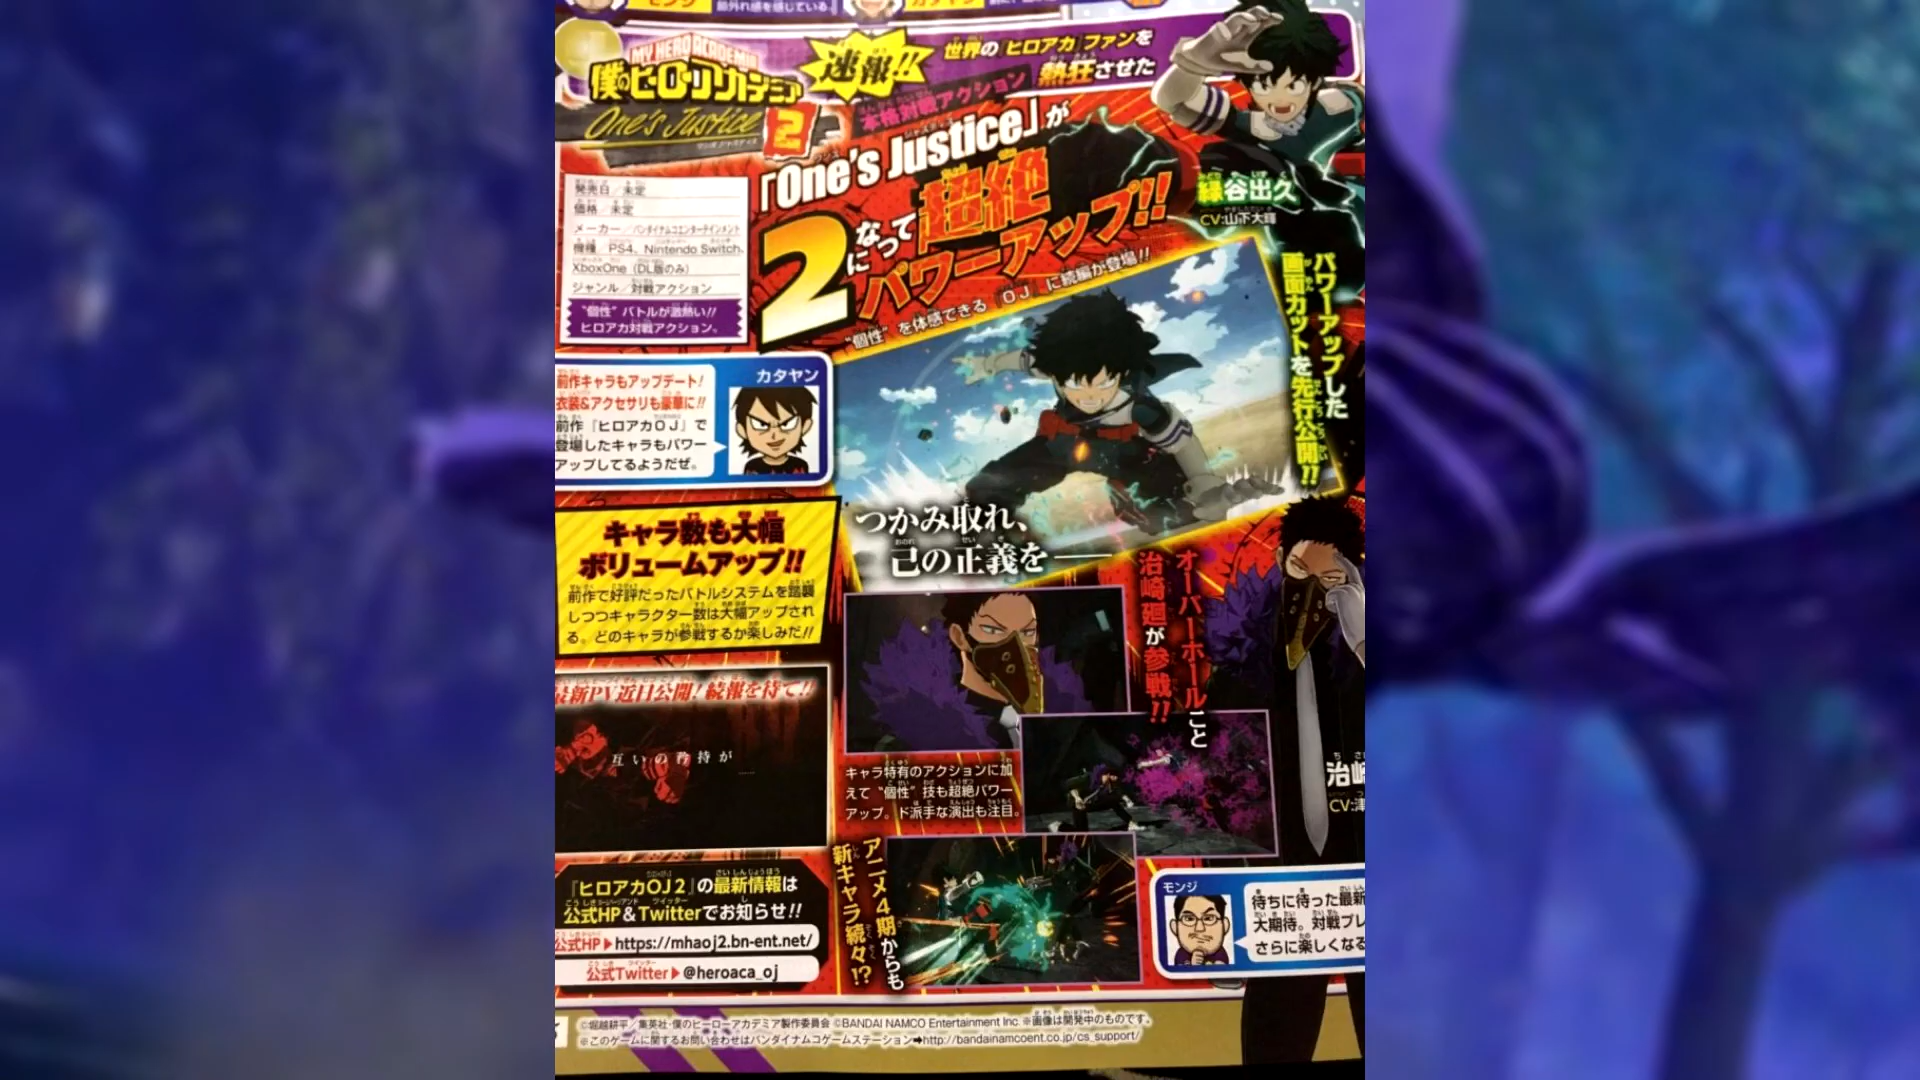 モンジ
MY HERO ACADEMIA
僕のヒーローアカデミア
One's Justice 2
速報!!
世界の『ヒロアカ』ファンを
熱狂させた
本格対戦アクション
「One's Justice」が
2になって超絶
パワーアップ!!
緑谷出久
CV:山下大輝
発売日/未定
価格/未定
メーカー/バンダイナムコエンターテインメント
機種/PS4、Nintendo Switch、
XboxOne(DL版のみ)
ジャンル/対戦アクション
“個性”バトルが激熱い!!
ヒロアカ対戦アクション。
“個性”を体感できる『OJ』に続編が登場!!
パワーアップした
画面カットを先行公開!!
カタヤン
前作キャラもアップデート!
衣装&アクセサリも豪華に!!
前作『ヒロアカOJ』で
登場したキャラもパワー
アップしてるようだぜ。
つかみ取れ、
己の正義を——
キャラ数も大幅
ボリュームアップ!!
前作で好評だったバトルシステムを踏襲
しつつキャラクター数は大幅アップされ
る。どのキャラが参戦するか楽しみだ!!
オーバーホールこと
治崎廻が参戦!!
最新PV近日公開!続報を待て!!
互いの矜持が
キャラ特有のアクションに加
えて“個性”技も超絶パワー
アップ。ド派手な演出も注目。
治崎
CV:津
アニメ4期からも
新キャラ続々!?
『ヒロアカOJ2』の最新情報は
公式HP&Twitterでお知らせ!!
公式HP▶https://mhaoj2.bn-ent.net/
公式Twitter▶@heroaca_oj
モンジ
待ちに待った最新
大期待。対戦プレ
さらに楽しくなる
©堀越耕平/集英社・僕のヒーローアカデミア製作委員会 ©BANDAI NAMCO Entertainment Inc. ※画像は開発中のものです。
※このゲームに関するお問い合わせはバンダイナムコゲームステーション➡http://bandainamcoent.co.jp/cs_support/